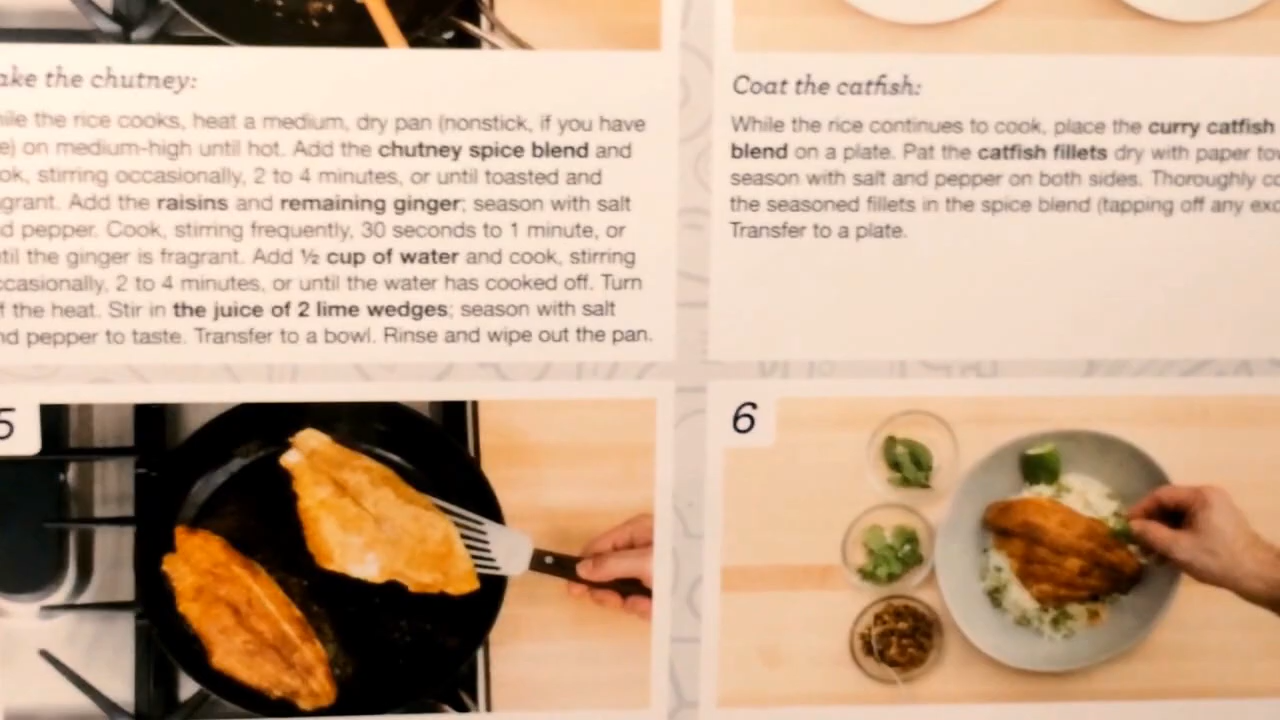 ake the chutney:
ile the rice cooks, heat a medium, dry pan (nonstick, if you have
e) on medium-high until hot. Add the chutney spice blend and
ok, stirring occasionally, 2 to 4 minutes, or until toasted and
grant. Add the raisins and remaining ginger; season with salt
d pepper. Cook, stirring frequently, 30 seconds to 1 minute, or
til the ginger is fragrant. Add ½ cup of water and cook, stirring
ccasionally, 2 to 4 minutes, or until the water has cooked off. Turn
f the heat. Stir in the juice of 2 lime wedges; season with salt
nd pepper to taste. Transfer to a bowl. Rinse and wipe out the pan.
Coat the catfish:
While the rice continues to cook, place the curry catfish
blend on a plate. Pat the catfish fillets dry with paper tow
season with salt and pepper on both sides. Thoroughly co
the seasoned fillets in the spice blend (tapping off any exc
Transfer to a plate.
5
6